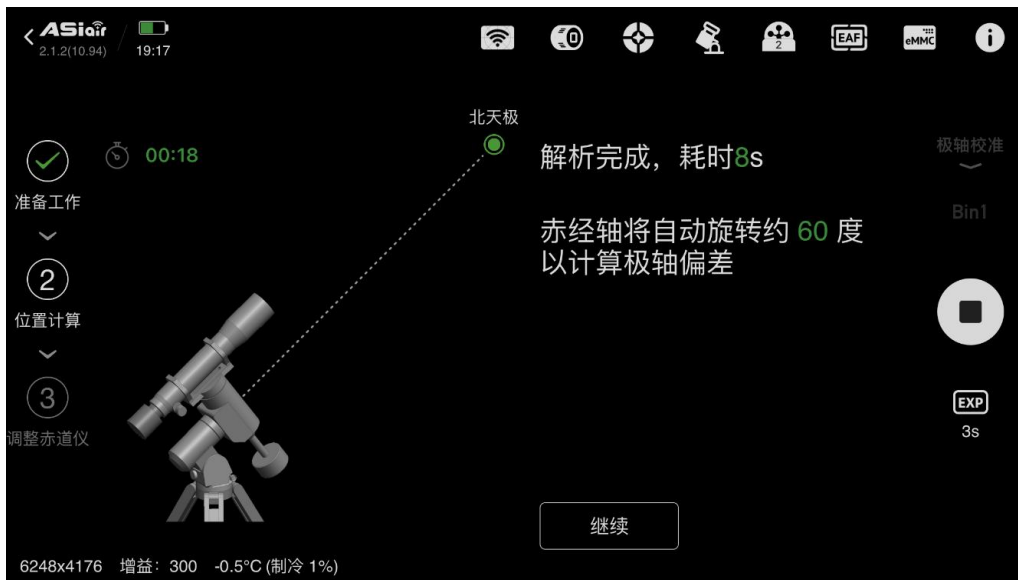 ASiair
2.1.2(10.94)
19:17
2
EAF
eMMC
北天极
00:18
准备工作
2
位置计算
3
调整赤道仪
解析完成，耗时8s
赤经轴将自动旋转约 60 度
以计算极轴偏差
继续
极轴校准
Bin1
EXP
3s
6248x4176 增益：300 -0.5°C (制冷 1%)